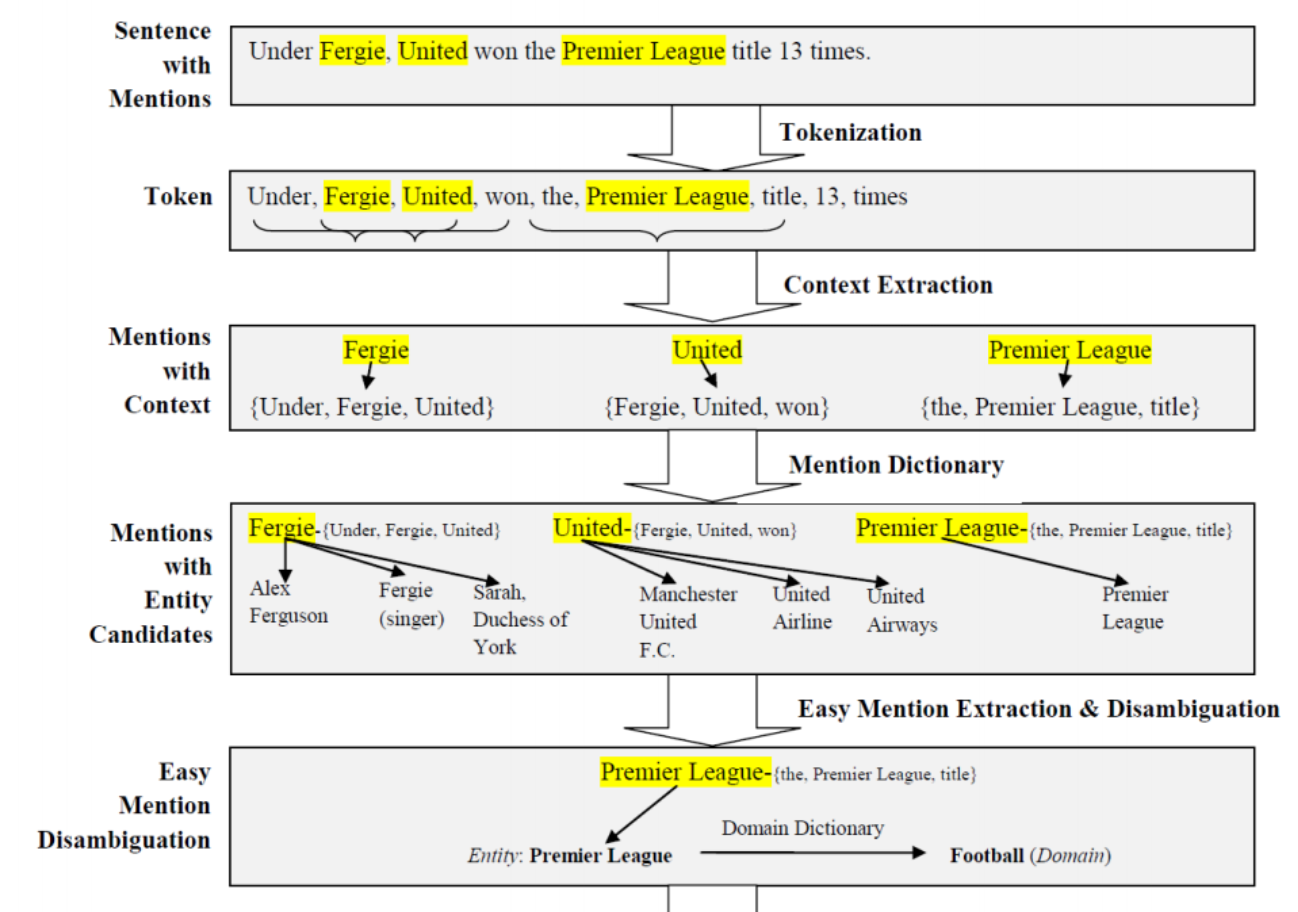 Sentence
with
Mentions
Under Fergie, United won the Premier League title 13 times.
Tokenization
Token
Under, Fergie, United, won, the, Premier League, title, 13, times
Context Extraction
Mentions
with
Context
Fergie
United
Premier League
{Under, Fergie, United}
{Fergie, United, won}
{the, Premier League, title}
Mention Dictionary
Mentions
with
Entity
Candidates
Fergie-{Under, Fergie, United}
United-{Fergie, United, won}
Premier League-{the, Premier League, title}
Alex
Ferguson
Fergie
(singer)
Sarah,
Duchess of
York
Manchester
United
F.C.
United
Airline
United
Airways
Premier
League
Easy Mention Extraction & Disambiguation
Easy
Mention
Disambiguation
Premier League-{the, Premier League, title}
Domain Dictionary
Entity: Premier League
Football (Domain)